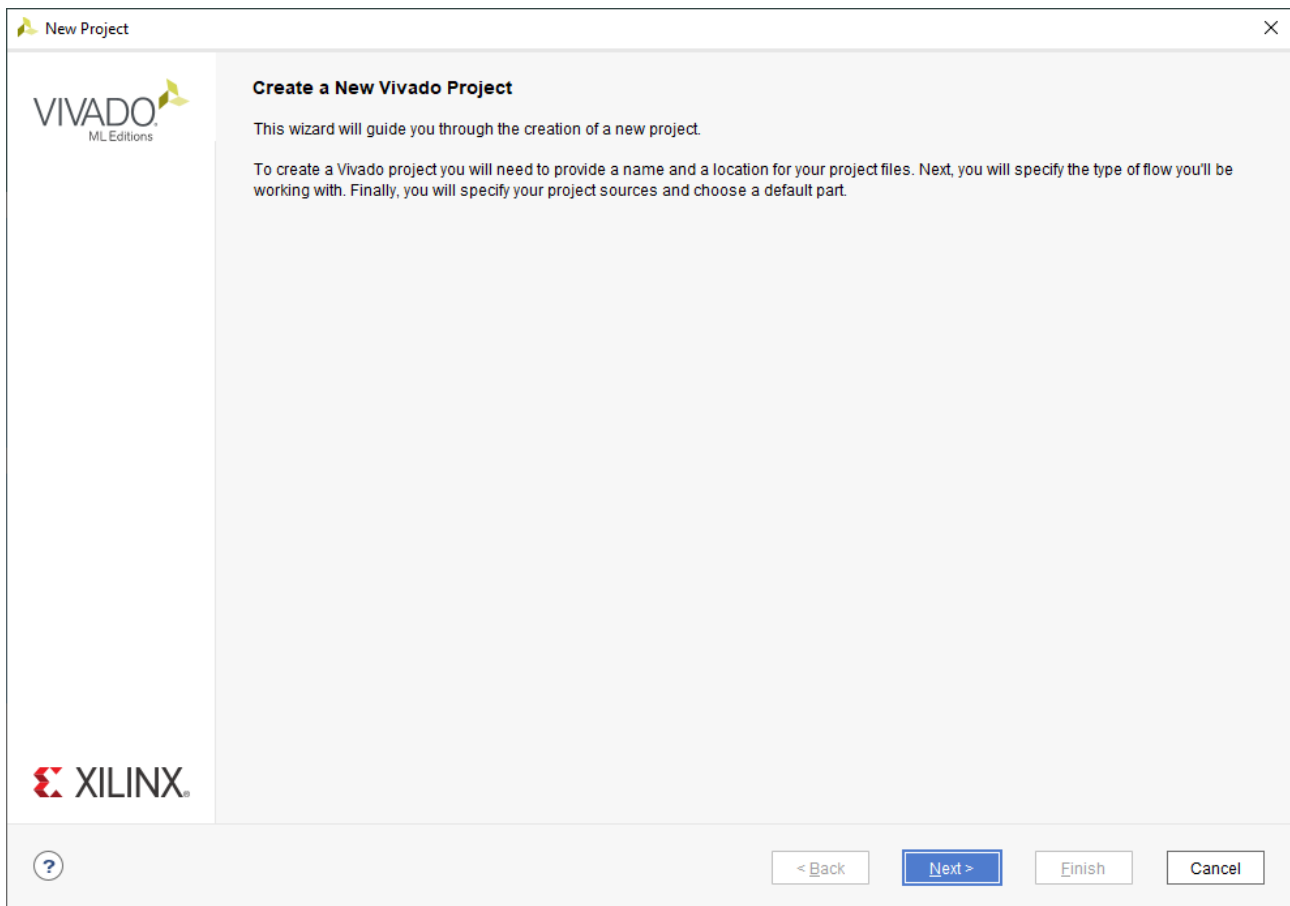 New Project
VIVADO
ML Editions
Create a New Vivado Project
This wizard will guide you through the creation of a new project.
To create a Vivado project you will need to provide a name and a location for your project files. Next, you will specify the type of flow you'll be
working with. Finally, you will specify your project sources and choose a default part.
XILINX
?
< Back
Next >
Finish
Cancel